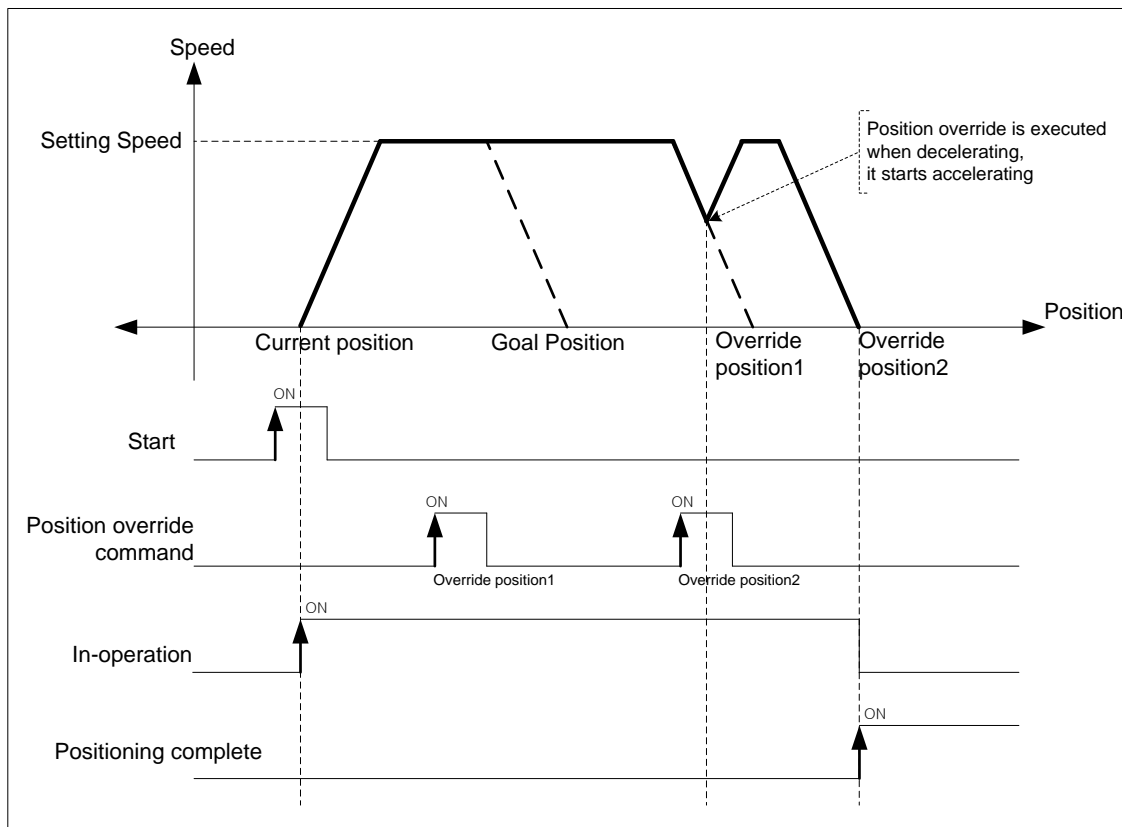 Speed
Setting Speed
Position override is executed
when decelerating,
it starts accelerating
Position
Current position
Goal Position
Override
position1
Override
position2
ON
Start
ON
ON
Position override
command
Override position1
Override position2
ON
In-operation
ON
Positioning complete